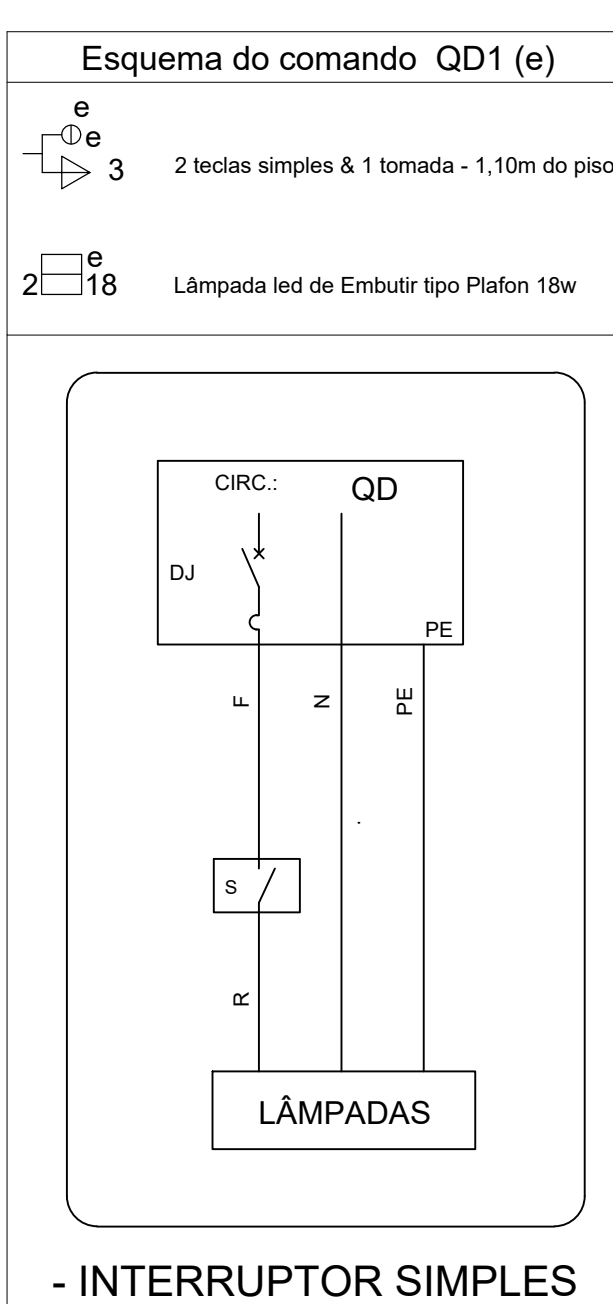 Esquema do comando QD1 (e)
e
e
3
2 teclas simples & 1 tomada - 1,10m do piso
e
2
18
Lâmpada led de Embutir tipo Plafon 18w
CIRC.:
QD
DJ
PE
F
N
PE
S
R
LÂMPADAS
- INTERRUPTOR SIMPLES